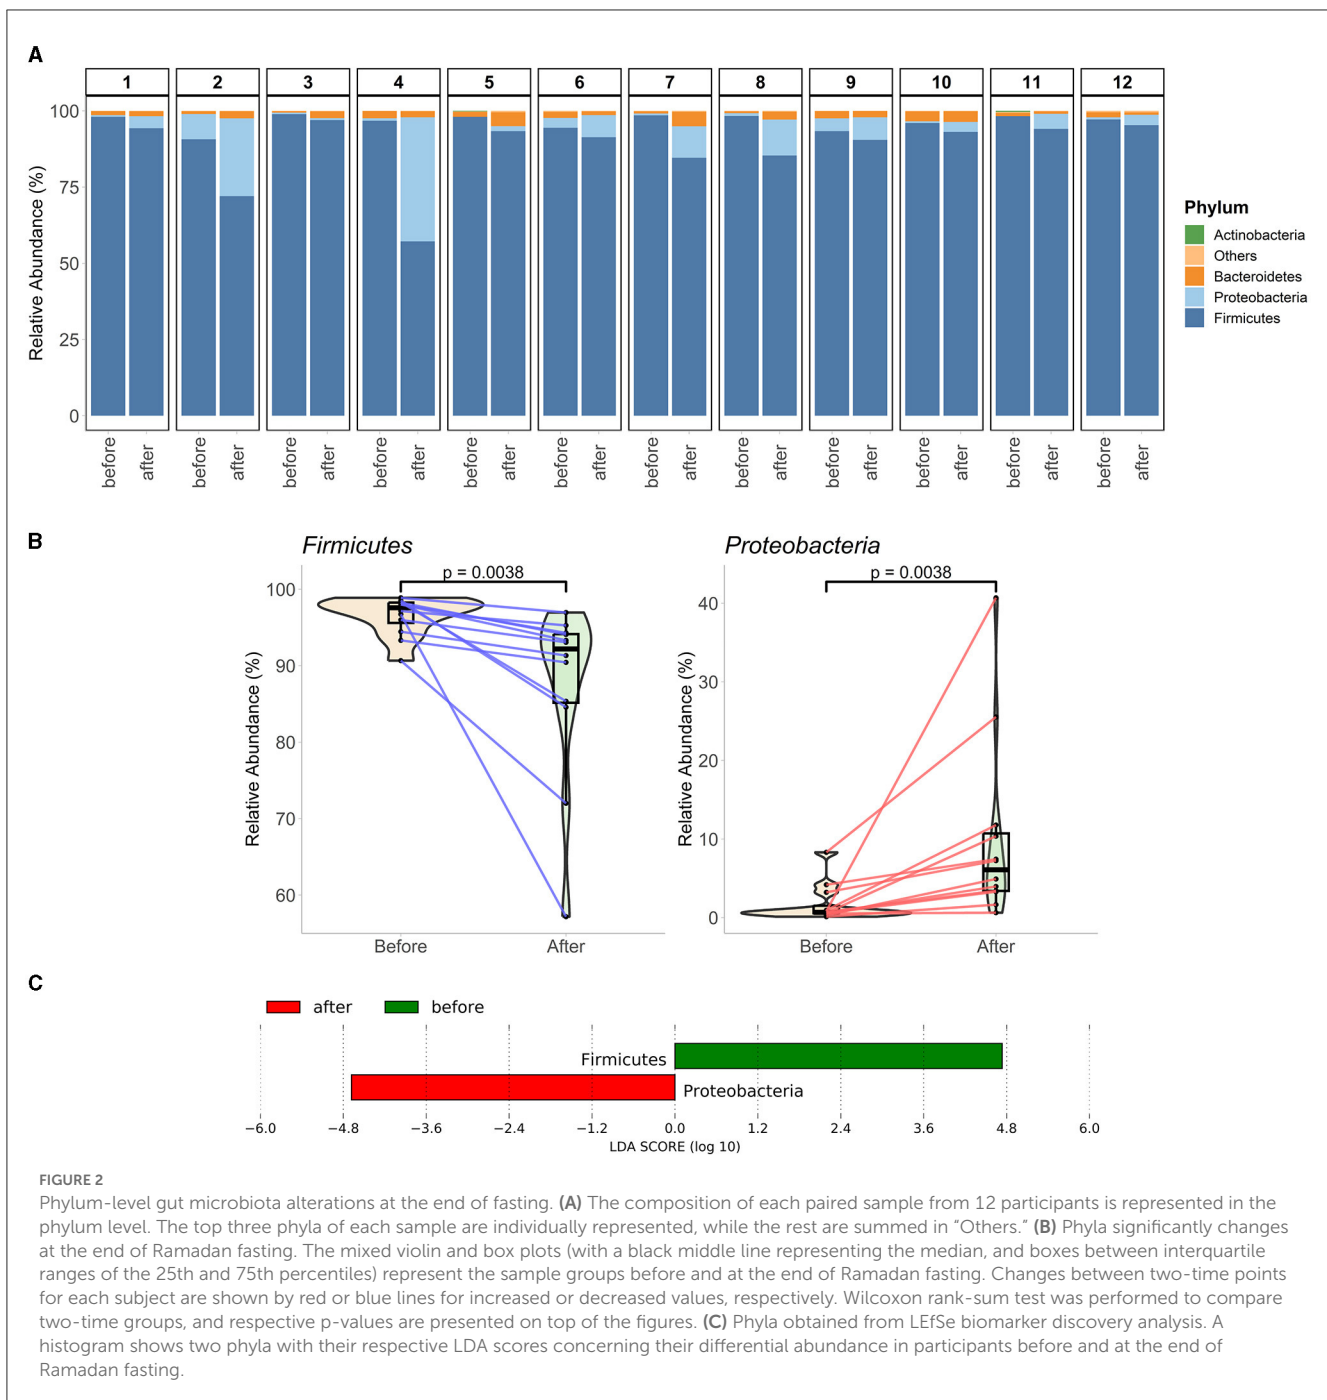 A
1 2 3 4 5 6 7 8 9 10 11 12
Relative Abundance (%)
100
75
50
25
0
before after before after before after before after before after before after before after before after before after before after before after before after
Phylum
Actinobacteria
Others
Bacteroidetes
Proteobacteria
Firmicutes
B
Firmicutes
p = 0.0038
Relative Abundance (%)
100
90
80
70
60
Before After
Proteobacteria
p = 0.0038
Relative Abundance (%)
40
30
20
10
0
Before After
C
after before
Firmicutes
Proteobacteria
−6.0 −4.8 −3.6 −2.4 −1.2 0.0 1.2 2.4 3.6 4.8 6.0
LDA SCORE (log 10)
FIGURE 2
Phylum-level gut microbiota alterations at the end of fasting. (A) The composition of each paired sample from 12 participants is represented in the
phylum level. The top three phyla of each sample are individually represented, while the rest are summed in “Others.” (B) Phyla significantly changes
at the end of Ramadan fasting. The mixed violin and box plots (with a black middle line representing the median, and boxes between interquartile
ranges of the 25th and 75th percentiles) represent the sample groups before and at the end of Ramadan fasting. Changes between two-time points
for each subject are shown by red or blue lines for increased or decreased values, respectively. Wilcoxon rank-sum test was performed to compare
two-time groups, and respective p-values are presented on top of the figures. (C) Phyla obtained from LEfSe biomarker discovery analysis. A
histogram shows two phyla with their respective LDA scores concerning their differential abundance in participants before and at the end of
Ramadan fasting.